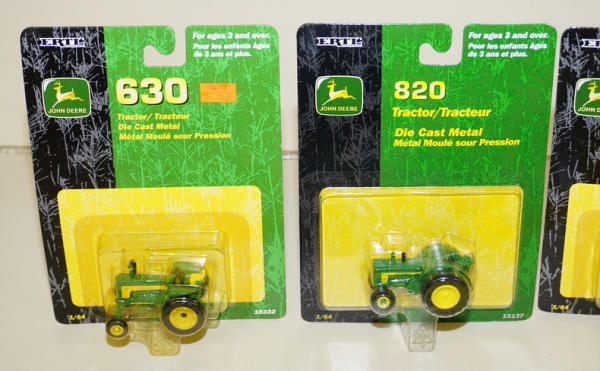 ERTL
For ages 3 and over.
Pour les enfants âgés
de 3 ans et plus.
JOHN DEERE
630
Tractor/Tracteur
Die Cast Metal
Métal Moulé sour Pression
1/64
15332
ERTL
For ages 3 and over.
Pour les enfants âgés
de 3 ans et plus.
JOHN DEERE
820
Tractor/Tracteur
Die Cast Metal
Métal Moulé sour Pression
1/64
15137
1/64